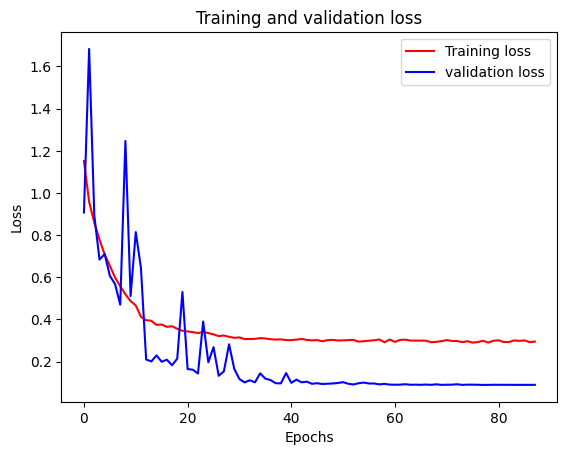 Training and validation loss
Training loss
validation loss
1.6
1.4
1.2
1.0
0.8
0.6
0.4
0.2
Loss
0 20 40 60 80
Epochs